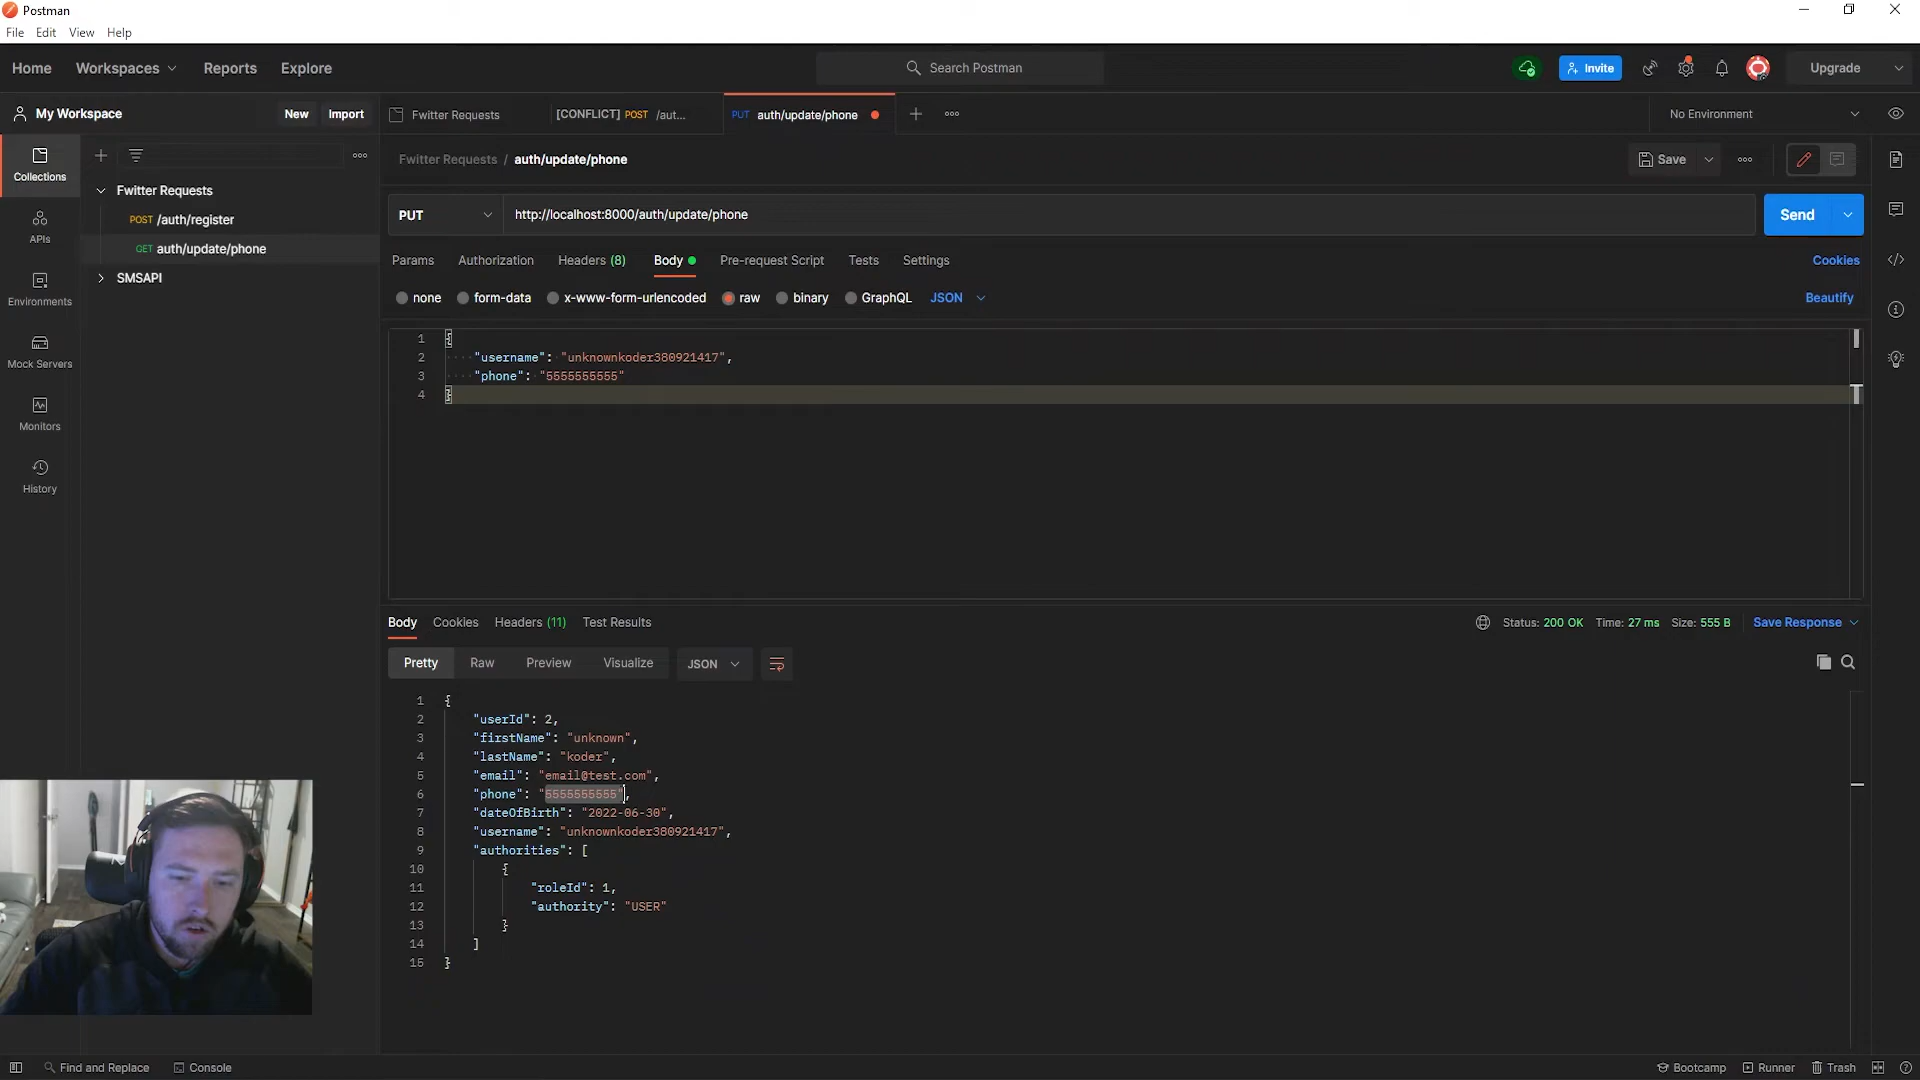 Postman
File Edit View Help
Home Workspaces Reports Explore Search Postman Invite Upgrade
My Workspace New Import Fwitter Requests [CONFLICT] POST /aut... PUT auth/update/phone No Environment
Collections
APIs
Environments
Mock Servers
Monitors
History
Fwitter Requests
POST /auth/register
GET auth/update/phone
SMSAPI
Fwitter Requests / auth/update/phone Save
PUT http://localhost:8000/auth/update/phone Send
Params Authorization Headers (8) Body Pre-request Script Tests Settings Cookies
none form-data x-www-form-urlencoded raw binary GraphQL JSON Beautify
1 {
2 "username": "unknownkoder380921417",
3 "phone": "5555555555"
4 }
Body Cookies Headers (11) Test Results Status: 200 OK Time: 27 ms Size: 555 B Save Response
Pretty Raw Preview Visualize JSON
1 {
2 "userId": 2,
3 "firstName": "unknown",
4 "lastName": "koder",
5 "email": "email@test.com",
6 "phone": "5555555555",
7 "dateOfBirth": "2022-06-30",
8 "username": "unknownkoder380921417",
9 "authorities": [
10 {
11 "roleId": 1,
12 "authority": "USER"
13 }
14 ]
15 }
Find and Replace Console Bootcamp Runner Trash